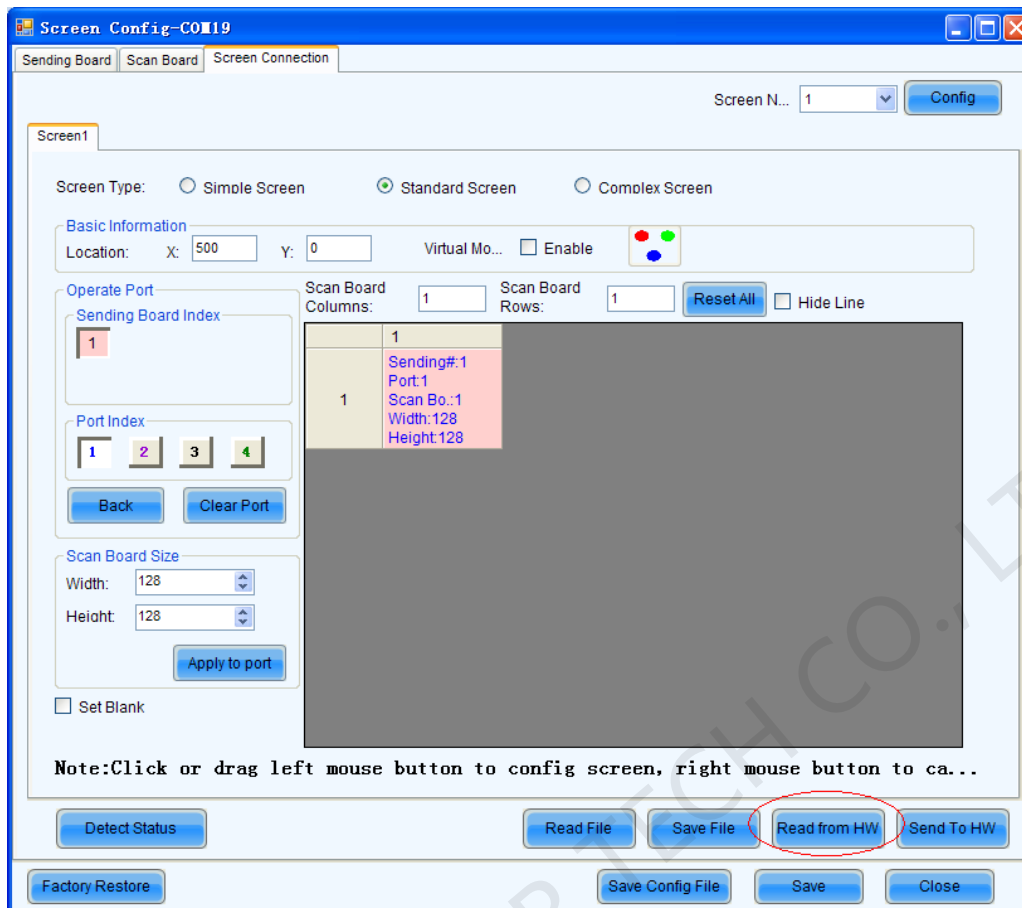 Screen Config-COM19
Sending Board Scan Board Screen Connection
Screen N... 1 Config
Screen1
Screen Type: Simple Screen Standard Screen Complex Screen
Basic Information
Location: X: 500 Y: 0 Virtual Mo... Enable
Operate Port
Sending Board Index
1
Port Index
1 2 3 4
Back Clear Port
Scan Board Size
Width: 128
Height: 128
Apply to port
Set Blank
Scan Board Columns: 1 Scan Board Rows: 1 Reset All Hide Line
1
1
Sending#:1
Port:1
Scan Bo.:1
Width:128
Height:128
Note:Click or drag left mouse button to config screen, right mouse button to ca...
Detect Status Read File Save File Read from HW Send To HW
Factory Restore Save Config File Save Close
TECH CO., LT